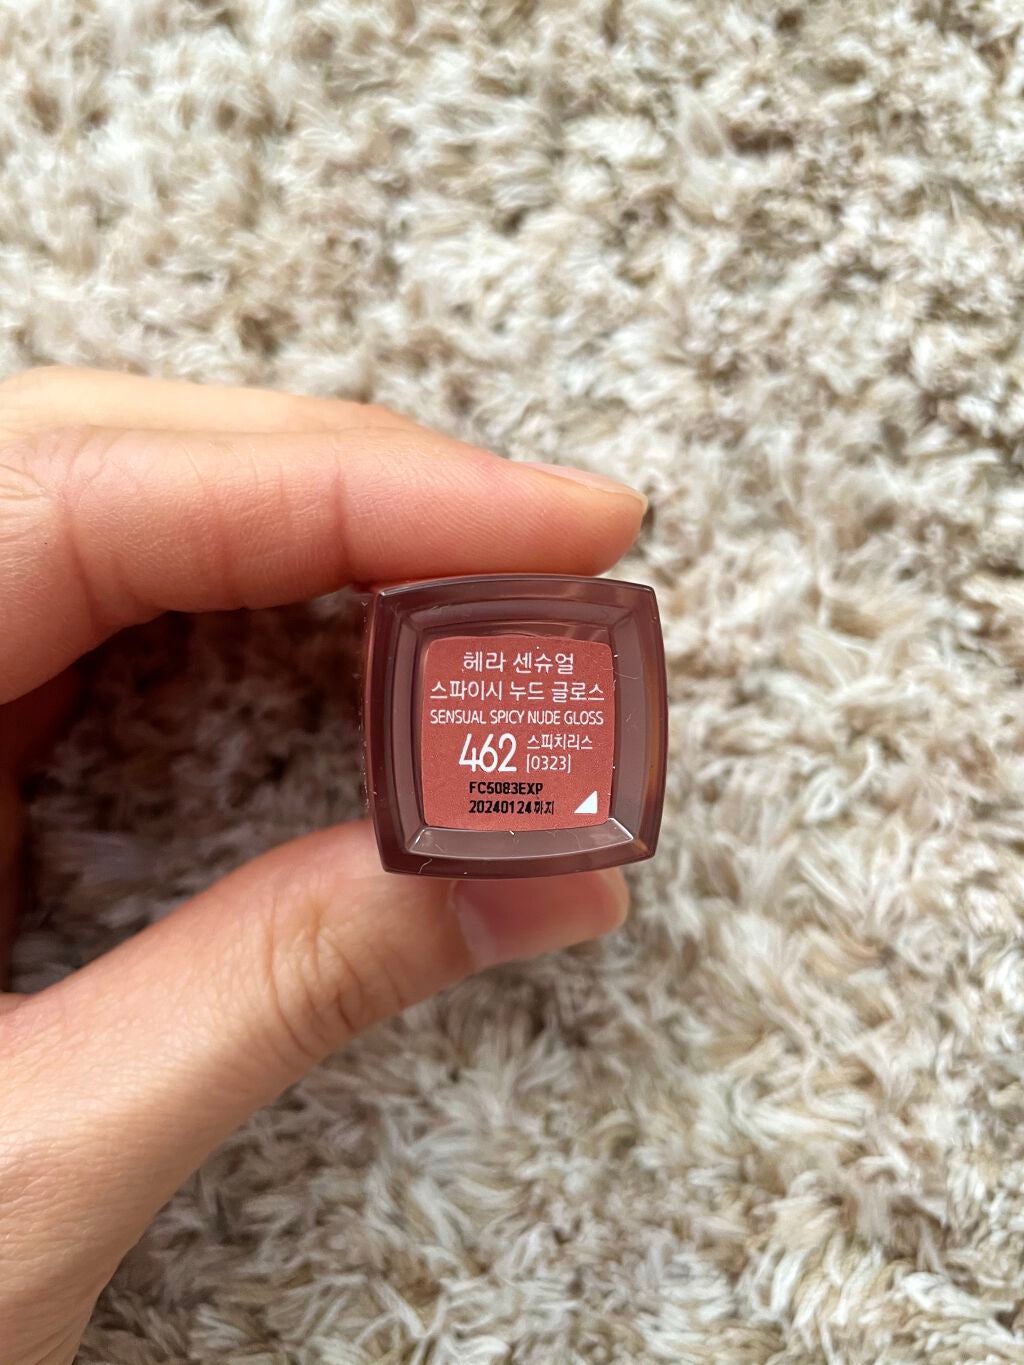 헤라 센슈얼
스파이시 누드 글로스
SENSUAL SPICY NUDE GLOSS
462 스피치리스
[0323]
FC5083EXP
20240124까지